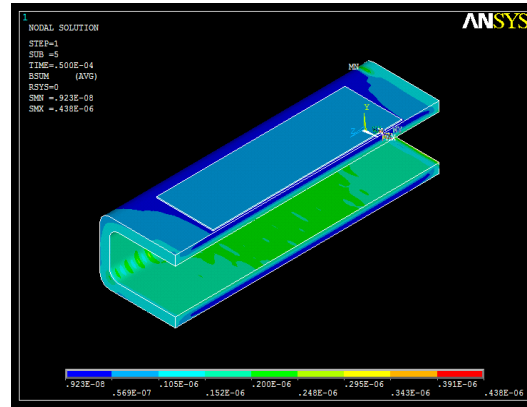 1
NODAL SOLUTION
ANSYS
STEP=1
SUB =5
TIME=.500E-04
BSUM (AVG)
RSYS=0
SMN =.923E-08
SMX =.438E-06
MN
Y
.923E-08 .105E-06 .200E-06 .295E-06 .391E-06
.569E-07 .152E-06 .248E-06 .343E-06 .438E-06